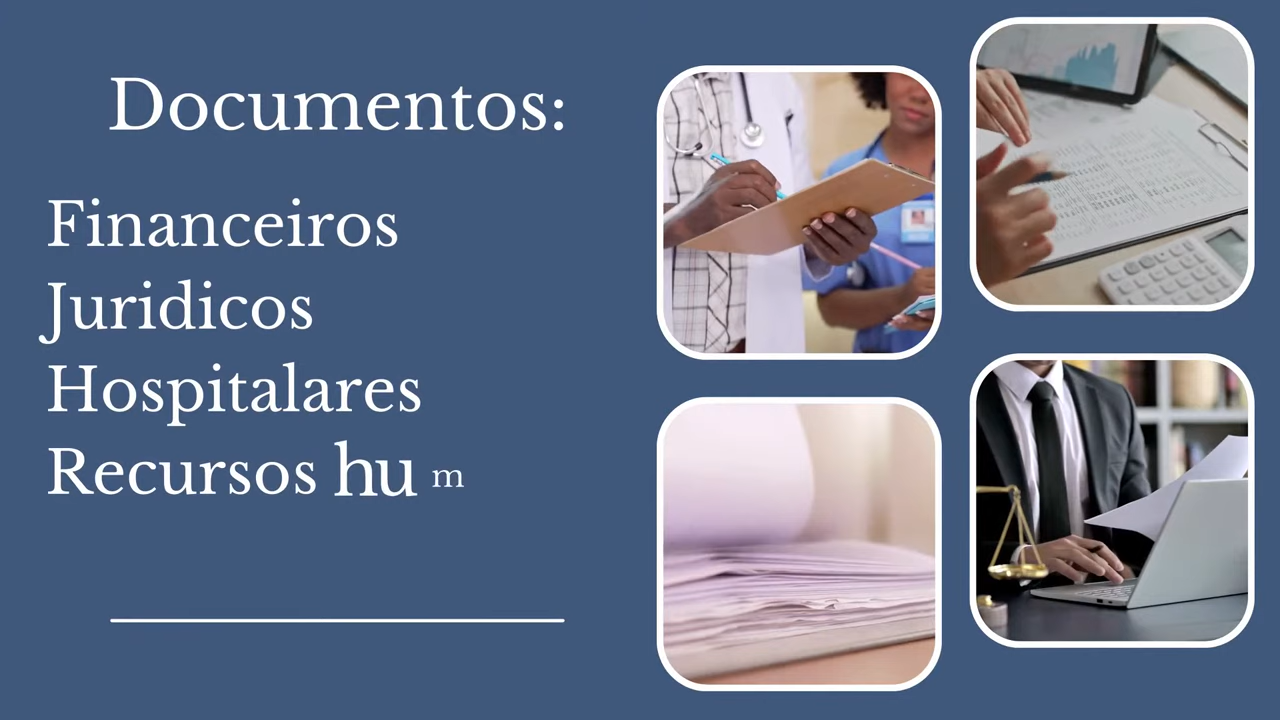 Documentos:
Financeiros
Juridicos
Hospitalares
Recursos hu m